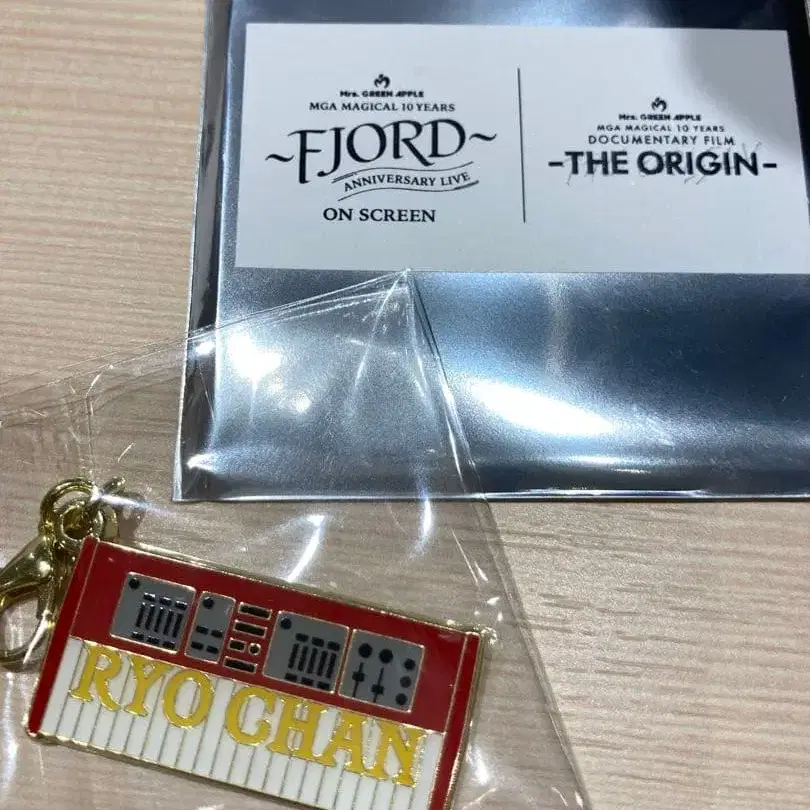 Mrs. GREEN APPLE
MGA MAGICAL 10 YEARS
~FJORD~
ANNIVERSARY LIVE
ON SCREEN
Mrs. GREEN APPLE
MGA MAGICAL 10 YEARS
DOCUMENTARY FILM
-THE ORIGIN-
RYO CHAN